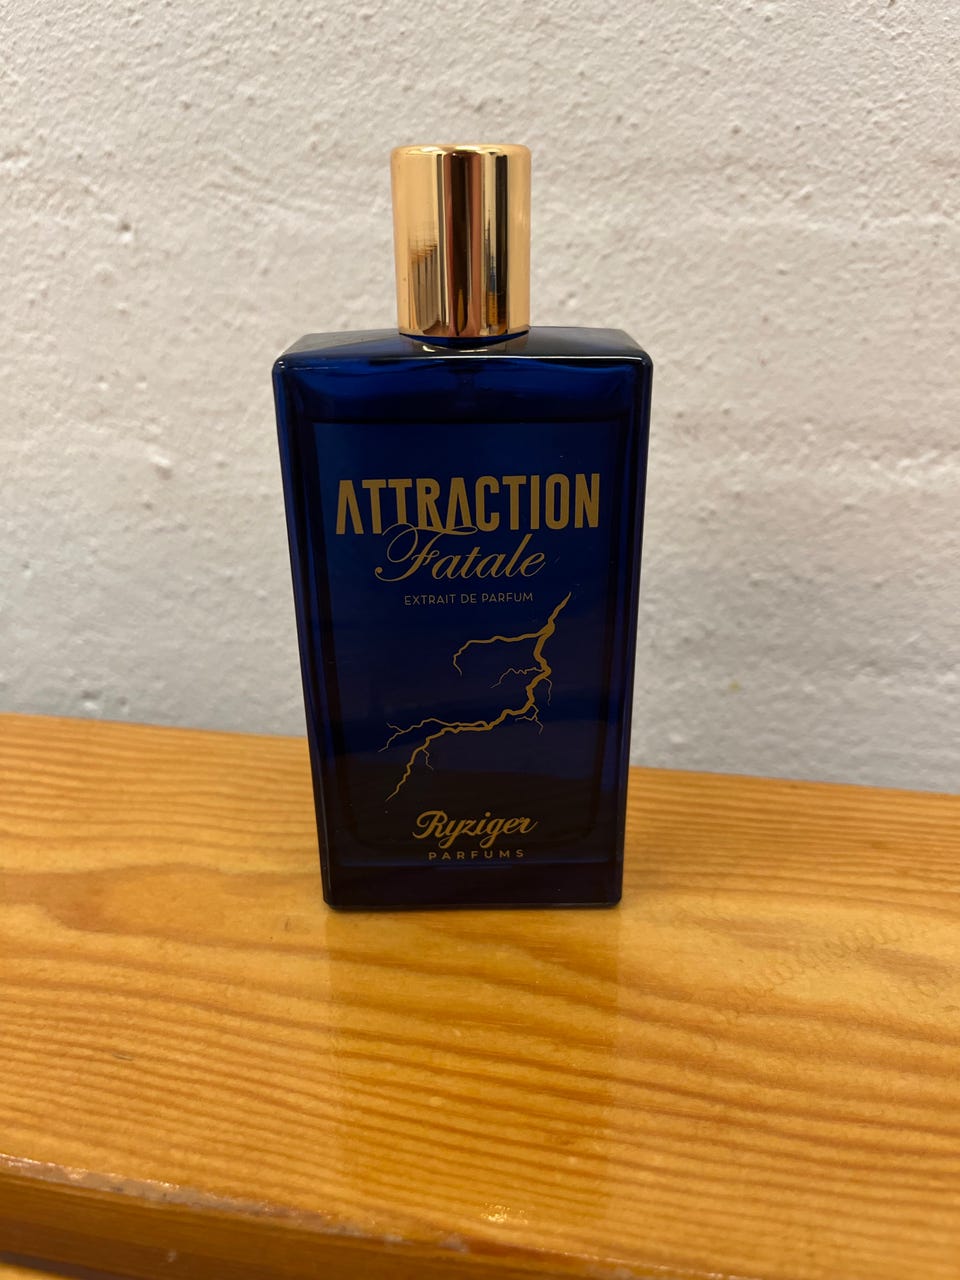 ATTRACTION
Fatale
EXTRAIT DE PARFUM
Ryziger
PARFUMS